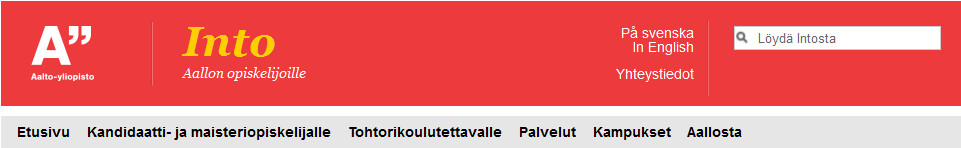 A”
Aalto-yliopisto
Into
Aallon opiskelijoille
På svenska
In English
Yhteystiedot
Löydä Intosta
Etusivu Kandidaatti- ja maisteriopiskelijalle Tohtorikoulutettavalle Palvelut Kampukset Aallosta